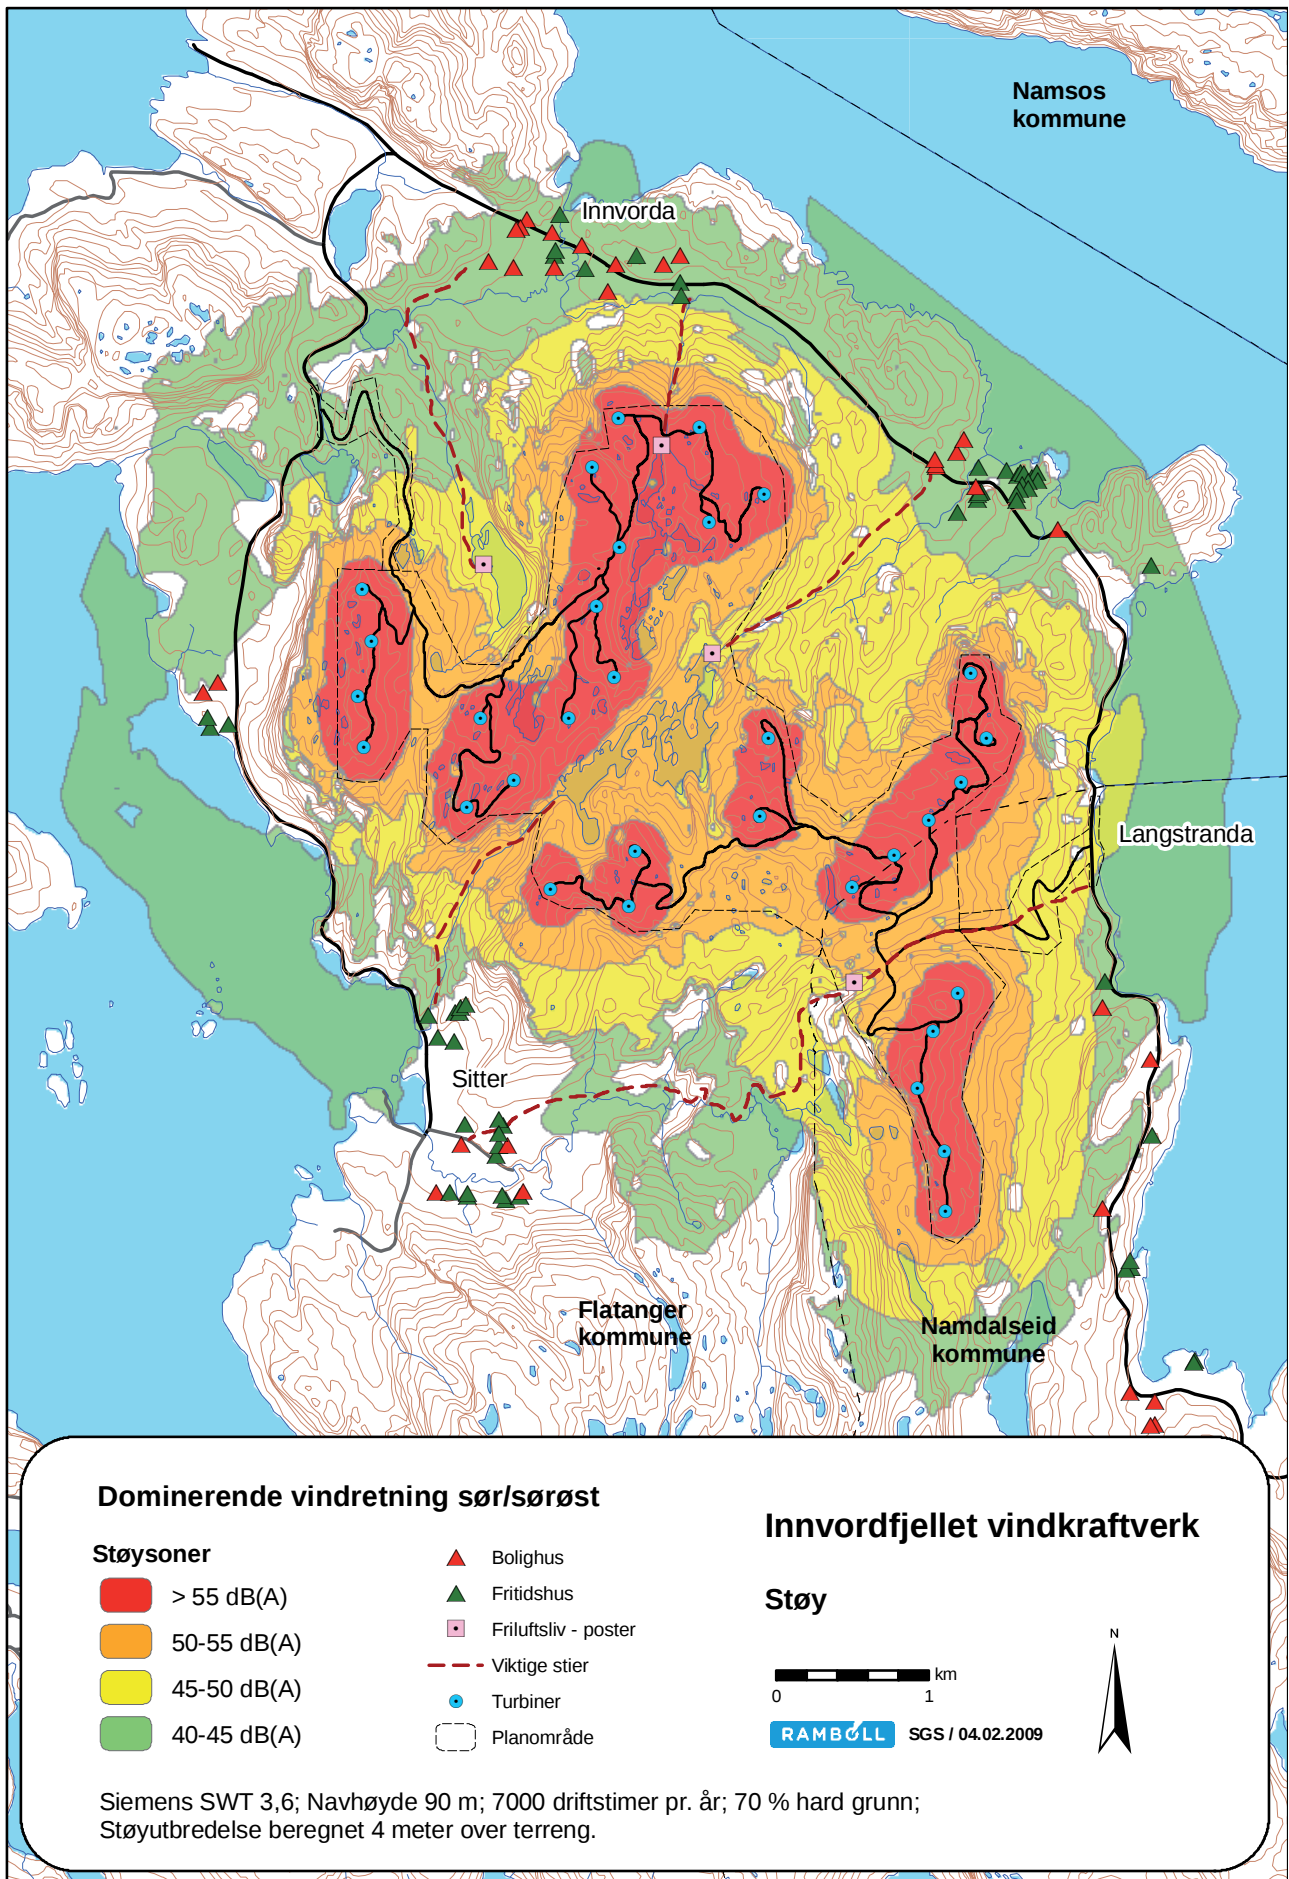 Namsos
kommune
Innvorda
Langstranda
Sitter
Flatanger
kommune
Namdalseid
kommune
Dominerende vindretning sør/sørøst
Støysoner
> 55 dB(A)
50-55 dB(A)
45-50 dB(A)
40-45 dB(A)
Bolighus
Fritidshus
Friluftsliv - poster
Viktige stier
Turbiner
Planområde
Innvordfjellet vindkraftverk
Støy
km
0 1
N
RAMBOLL SGS / 04.02.2009
Siemens SWT 3,6; Navhøyde 90 m; 7000 driftstimer pr. år; 70 % hard grunn;
Støyutbredelse beregnet 4 meter over terreng.